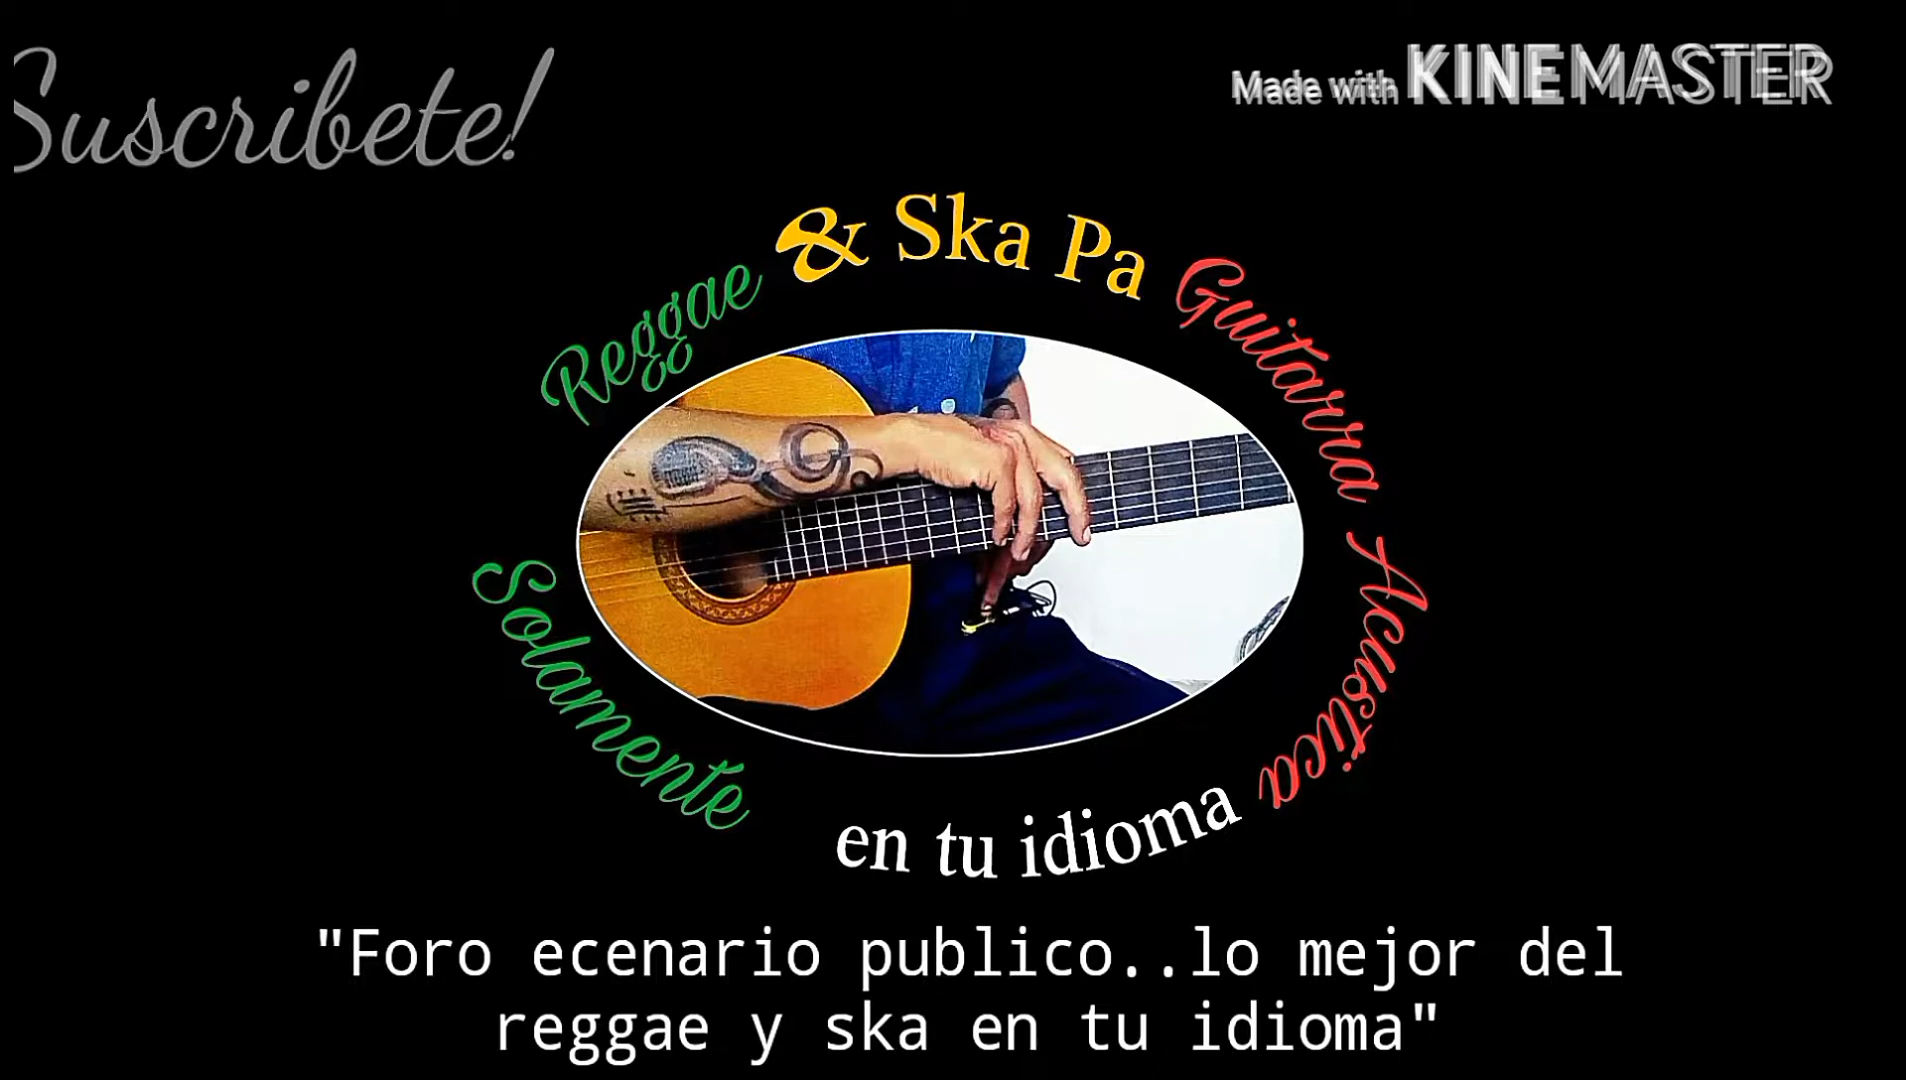 Suscribete!
Made with KINEMASTER
Reggae & Ska Pa Guitarra Acustica
Solamente en tu idioma
"Foro ecenario publico..lo mejor del
reggae y ska en tu idioma"